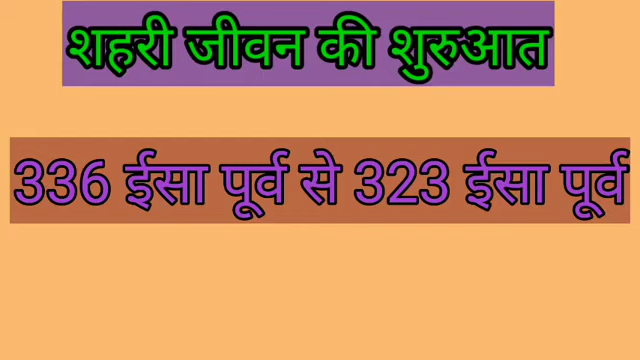 शहरी जीवन की शुरुआत
336 ईसा पूर्व से 323 ईसा पूर्व